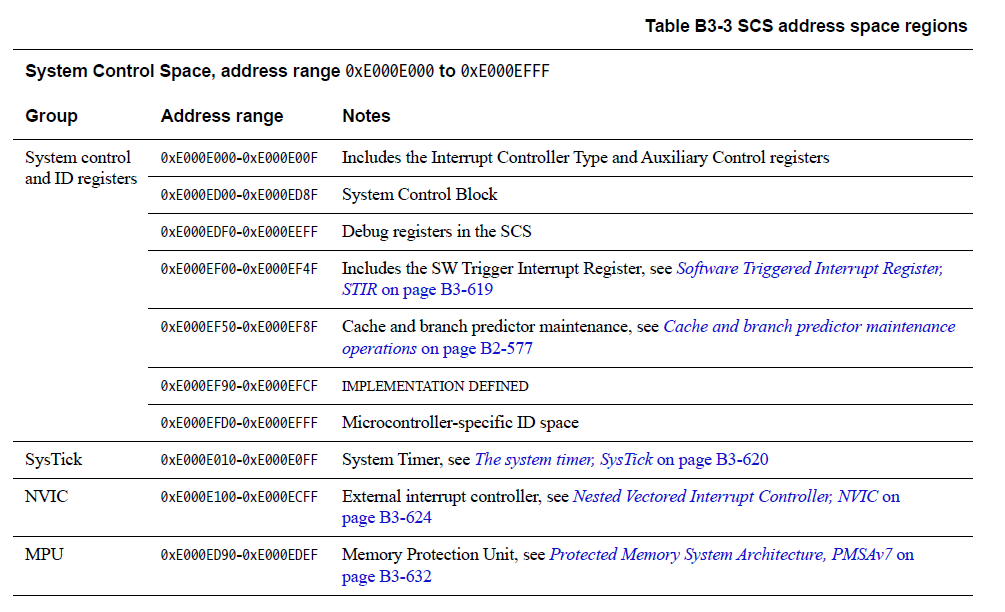 Table B3-3 SCS address space regions
System Control Space, address range 0xE000E000 to 0xE000EFFF
Group Address range Notes
System control and ID registers 0xE000E000-0xE000E00F Includes the Interrupt Controller Type and Auxiliary Control registers
0xE000ED00-0xE000ED8F System Control Block
0xE000EDF0-0xE000EEFF Debug registers in the SCS
0xE000EF00-0xE000EF4F Includes the SW Trigger Interrupt Register, see Software Triggered Interrupt Register,
STIR on page B3-619
0xE000EF50-0xE000EF8F Cache and branch predictor maintenance, see Cache and branch predictor maintenance
operations on page B2-577
0xE000EF90-0xE000EFCF IMPLEMENTATION DEFINED
0xE000EFD0-0xE000EFFF Microcontroller-specific ID space
SysTick 0xE000E010-0xE000E0FF System Timer, see The system timer, SysTick on page B3-620
NVIC 0xE000E100-0xE000ECFF External interrupt controller, see Nested Vectored Interrupt Controller, NVIC on
page B3-624
MPU 0xE000ED90-0xE000EDEF Memory Protection Unit, see Protected Memory System Architecture, PMSAv7 on
page B3-632